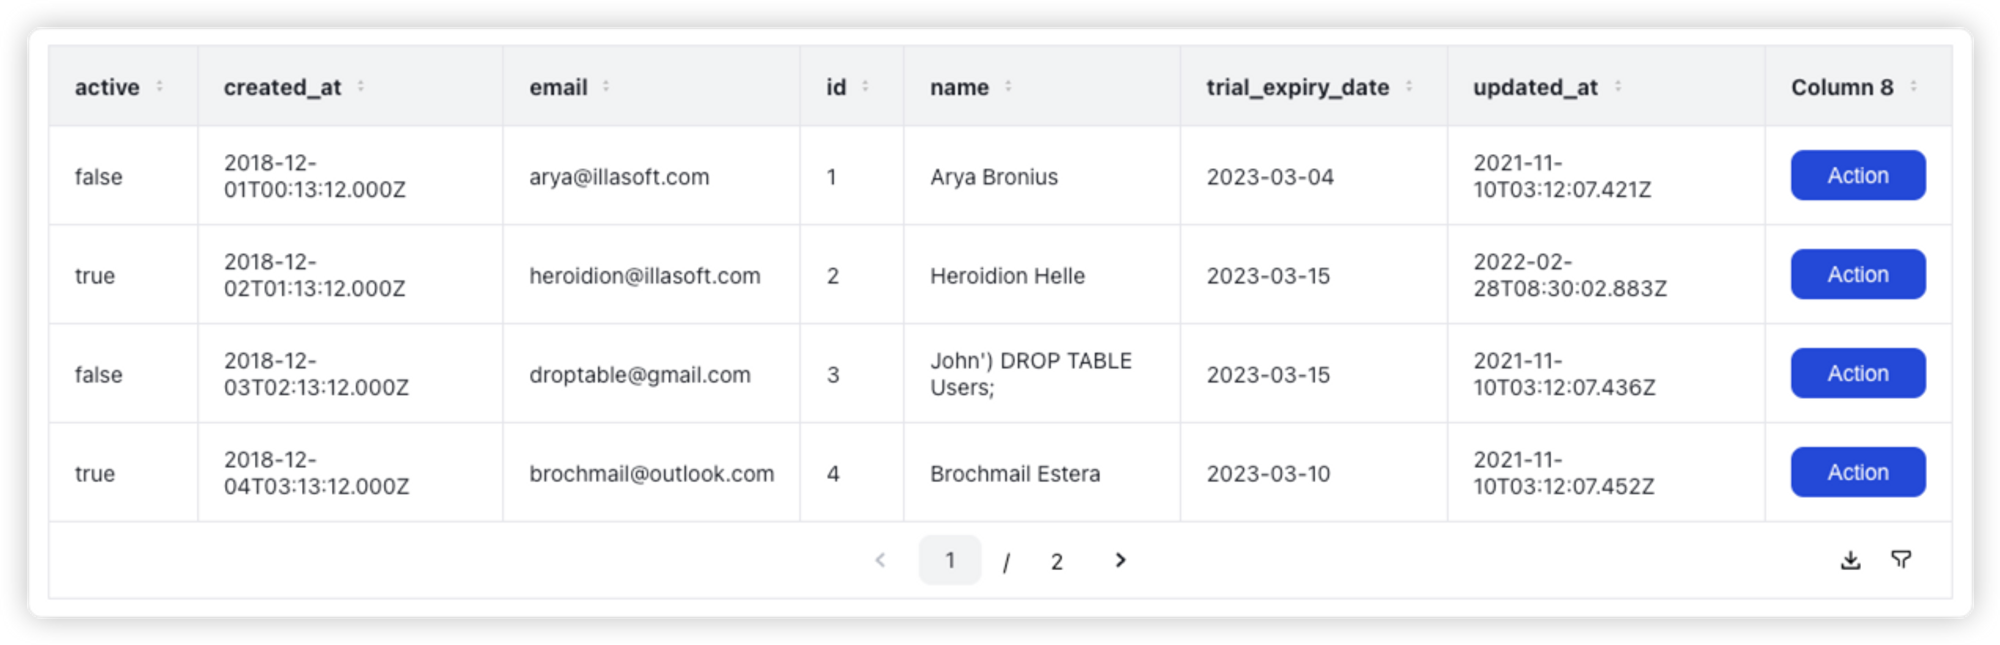 active created_at email id name trial_expiry_date updated_at Column 8
false 2018-12-01T00:13:12.000Z arya@illasoft.com 1 Arya Bronius 2023-03-04 2021-11-10T03:12:07.421Z Action
true 2018-12-02T01:13:12.000Z heroidion@illasoft.com 2 Heroidion Helle 2023-03-15 2022-02-28T08:30:02.883Z Action
false 2018-12-03T02:13:12.000Z droptable@gmail.com 3 John') DROP TABLE Users; 2023-03-15 2021-11-10T03:12:07.436Z Action
true 2018-12-04T03:13:12.000Z brochmail@outlook.com 4 Brochmail Estera 2023-03-10 2021-11-10T03:12:07.452Z Action
1 / 2